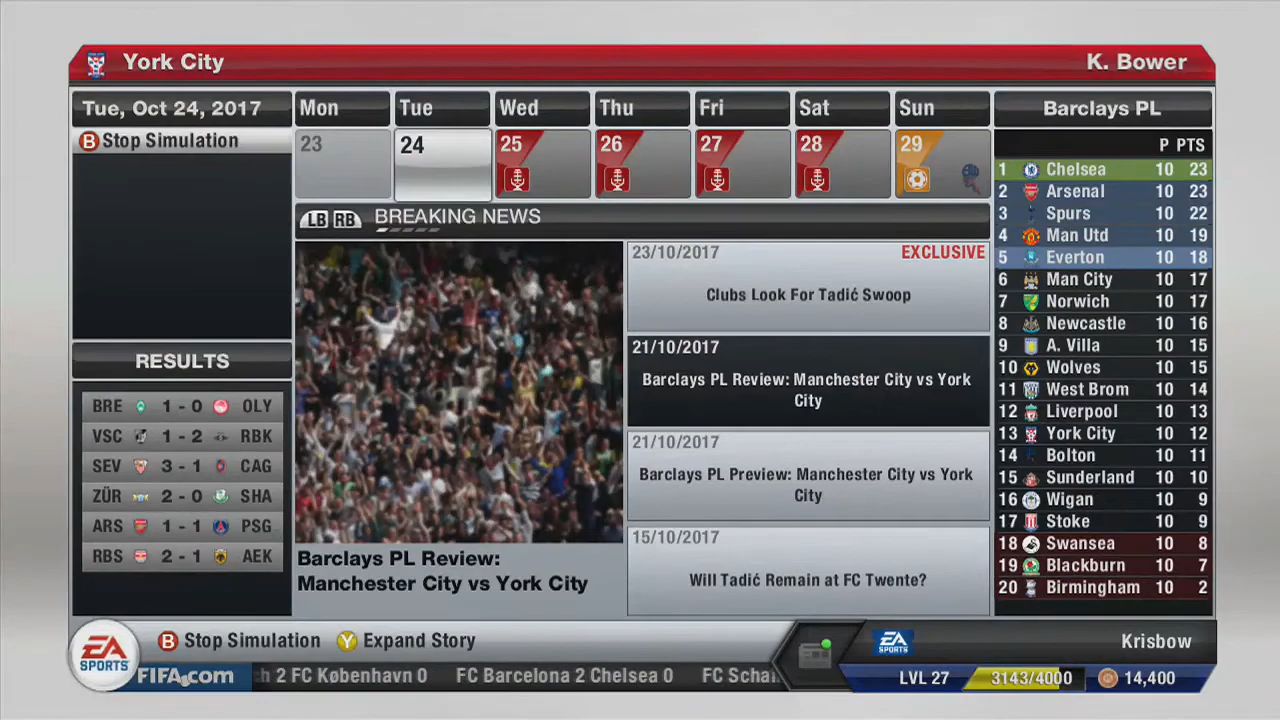 York City
K. Bower
Tue, Oct 24, 2017
Mon
Tue
Wed
Thu
Fri
Sat
Sun
Barclays PL
B Stop Simulation
23
24
25
26
27
28
29
P PTS
1 Chelsea 10 23
2 Arsenal 10 23
3 Spurs 10 22
4 Man Utd 10 19
5 Everton 10 18
6 Man City 10 17
7 Norwich 10 17
8 Newcastle 10 16
9 A. Villa 10 15
10 Wolves 10 15
11 West Brom 10 14
12 Liverpool 10 13
13 York City 10 12
14 Bolton 10 11
15 Sunderland 10 10
16 Wigan 10 9
17 Stoke 10 9
18 Swansea 10 8
19 Blackburn 10 7
20 Birmingham 10 2
LB RB BREAKING NEWS
23/10/2017 EXCLUSIVE
Clubs Look For Tadić Swoop
21/10/2017
Barclays PL Review: Manchester City vs York
City
21/10/2017
Barclays PL Preview: Manchester City vs York
City
15/10/2017
Will Tadić Remain at FC Twente?
Barclays PL Review:
Manchester City vs York City
RESULTS
BRE 1 - 0 OLY
VSC 1 - 2 RBK
SEV 3 - 1 CAG
ZÜR 2 - 0 SHA
ARS 1 - 1 PSG
RBS 2 - 1 AEK
EA SPORTS
B Stop Simulation Y Expand Story
EA SPORTS
Krisbow
FIFA.com
h 2 FC København 0 FC Barcelona 2 Chelsea 0 FC Schal
LVL 27 3143/4000 14,400